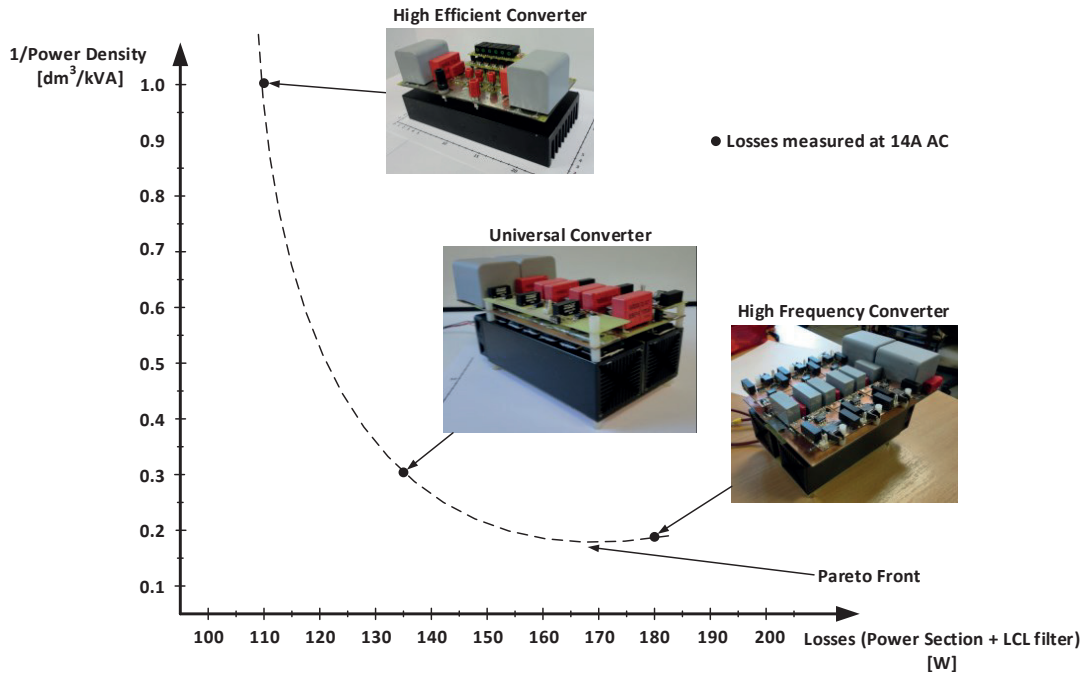 High Efficient Converter
1/Power Density
[dm³/kVA]
1.0
0.9
Losses measured at 14A AC
0.8
0.7
Universal Converter
0.6
High Frequency Converter
0.5
0.4
0.3
0.2
Pareto Front
0.1
100 110 120 130 140 150 160 170 180 190 200
Losses (Power Section + LCL filter)
[W]